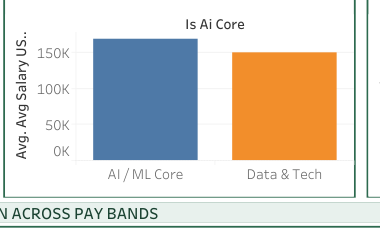 Is Ai Core
Avg. Avg Salary US..
150K
100K
50K
0K
AI / ML Core
Data & Tech
N ACROSS PAY BANDS